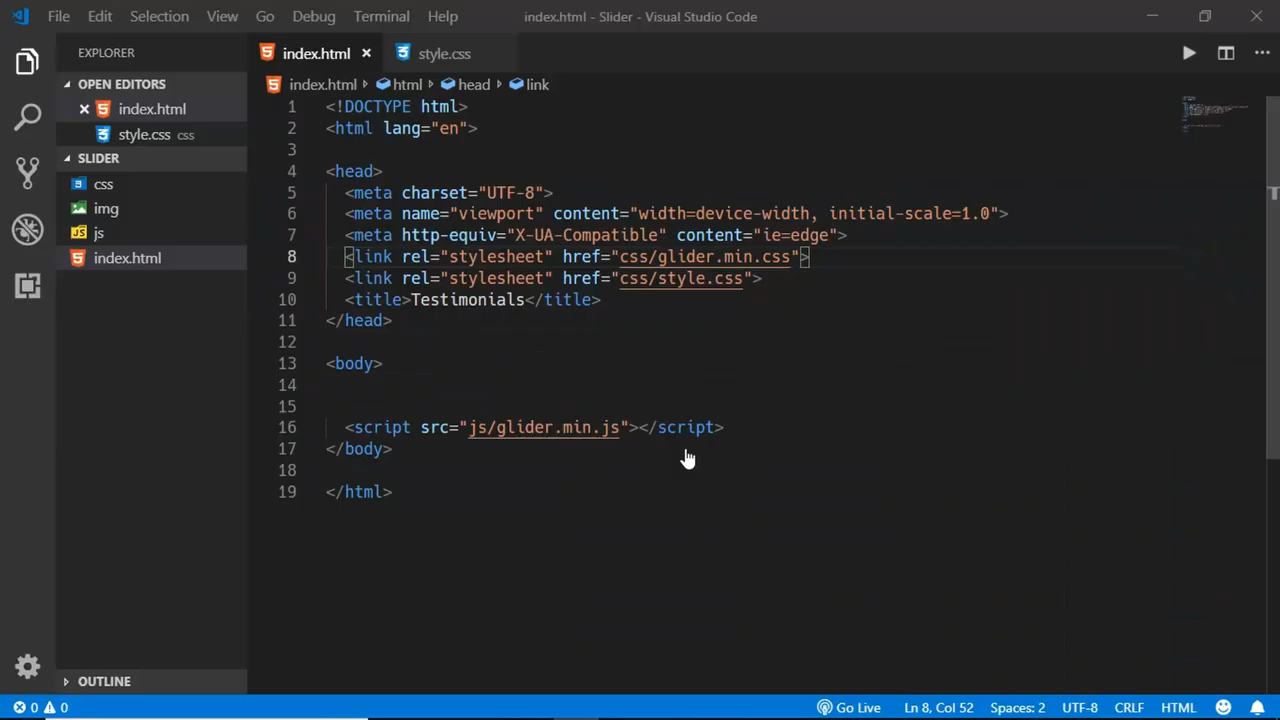 File Edit Selection View Go Debug Terminal Help index.html - Slider - Visual Studio Code
EXPLORER
OPEN EDITORS
index.html
style.css css
SLIDER
css
img
JS js
index.html
OUTLINE
index.html style.css
index.html html head link
1 <!DOCTYPE html>
2 <html lang="en">
3
4 <head>
5 <meta charset="UTF-8">
6 <meta name="viewport" content="width=device-width, initial-scale=1.0">
7 <meta http-equiv="X-UA-Compatible" content="ie=edge">
8 <link rel="stylesheet" href="css/glider.min.css">
9 <link rel="stylesheet" href="css/style.css">
10 <title>Testimonials</title>
11 </head>
12
13 <body>
14
15
16 <script src="js/glider.min.js"></script>
17 </body>
18
19 </html>
0 0 Go Live Ln 8, Col 52 Spaces: 2 UTF-8 CRLF HTML